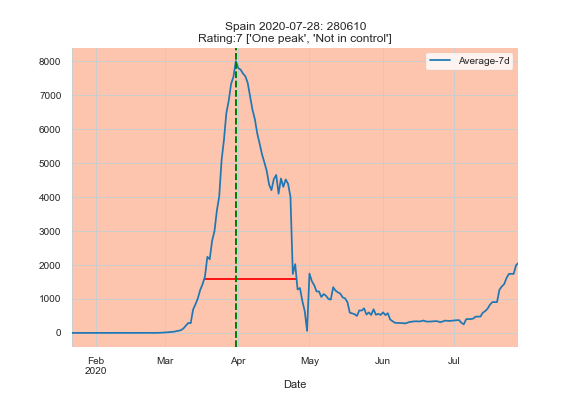 Spain 2020-07-28: 280610
Rating:7 ['One peak', 'Not in control']
Average-7d
8000
7000
6000
5000
4000
3000
2000
1000
0
Feb Mar Apr May Jun Jul
2020
Date